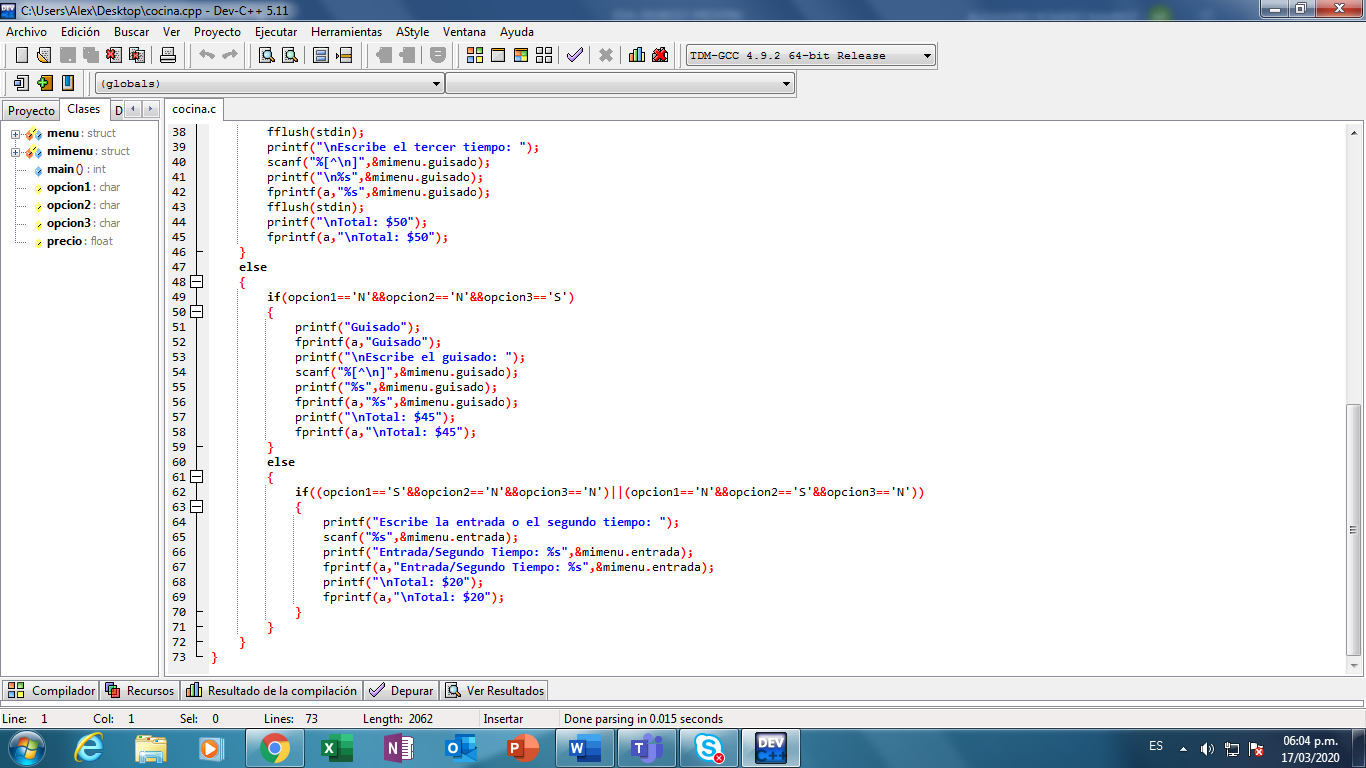 C:\Users\Alex\Desktop\cocina.cpp - Dev-C++ 5.11
Archivo Edición Buscar Ver Proyecto Ejecutar Herramientas AStyle Ventana Ayuda
TDM-GCC 4.9.2 64-bit Release
(globals)
Proyecto Clases D
cocina.c
menu : struct
mimenu : struct
main () : int
opcion1 : char
opcion2 : char
opcion3 : char
precio : float
38 fflush(stdin);
39 printf("\nEscribe el tercer tiempo: ");
40 scanf("%[^\n]",&mimenu.guisado);
41 printf("\n%s",&mimenu.guisado);
42 fprintf(a,"%s",&mimenu.guisado);
43 fflush(stdin);
44 printf("\nTotal: $50");
45 fprintf(a,"\nTotal: $50");
46 }
47 else
48 {
49 if(opcion1=='N'&&opcion2=='N'&&opcion3=='S')
50 {
51 printf("Guisado");
52 fprintf(a,"Guisado");
53 printf("\nEscribe el guisado: ");
54 scanf("%[^\n]",&mimenu.guisado);
55 printf("%s",&mimenu.guisado);
56 fprintf(a,"%s",&mimenu.guisado);
57 printf("\nTotal: $45");
58 fprintf(a,"\nTotal: $45");
59 }
60 else
61 {
62 if((opcion1=='S'&&opcion2=='N'&&opcion3=='N')||(opcion1=='N'&&opcion2=='S'&&opcion3=='N'))
63 {
64 printf("Escribe la entrada o el segundo tiempo: ");
65 scanf("%s",&mimenu.entrada);
66 printf("Entrada/Segundo Tiempo: %s",&mimenu.entrada);
67 fprintf(a,"Entrada/Segundo Tiempo: %s",&mimenu.entrada);
68 printf("\nTotal: $20");
69 fprintf(a,"\nTotal: $20");
70 }
71 }
72 }
73 }
Compilador Recursos Resultado de la compilación Depurar Ver Resultados
Line: 1 Col: 1 Sel: 0 Lines: 73 Length: 2062 Insertar Done parsing in 0.015 seconds
ES 06:04 p.m.
17/03/2020